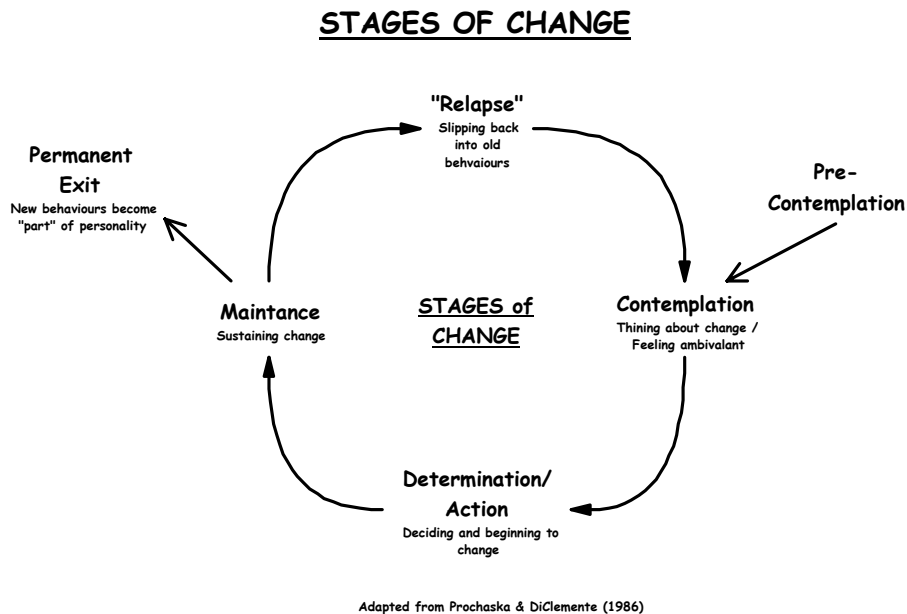 STAGES OF CHANGE
"Relapse"
Slipping back
into old
behvaiours
Permanent
Exit
New behaviours become
"part" of personality
Pre-
Contemplation
Maintance
Sustaining change
STAGES of
CHANGE
Contemplation
Thining about change /
Feeling ambivalant
Determination/
Action
Deciding and beginning to
change
Adapted from Prochaska & DiClemente (1986)